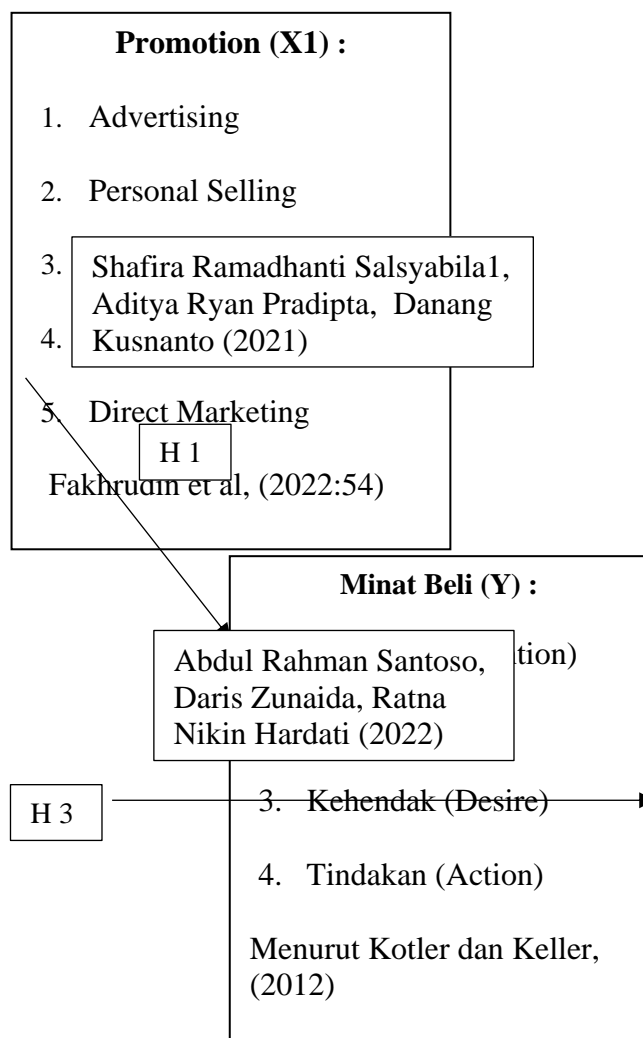 Promotion (X1) :
1. Advertising
2. Personal Selling
3.
4.
Shafira Ramadhanti Salsyabila1,
Aditya Ryan Pradipta, Danang
Kusnanto (2021)
5. Direct Marketing
H 1
Fakhrudin et al, (2022:54)
Minat Beli (Y) :
Abdul Rahman Santoso,
Daris Zunaida, Ratna
Nikin Hardati (2022)
3. Kehendak (Desire)
H 3
4. Tindakan (Action)
Menurut Kotler dan Keller,
(2012)